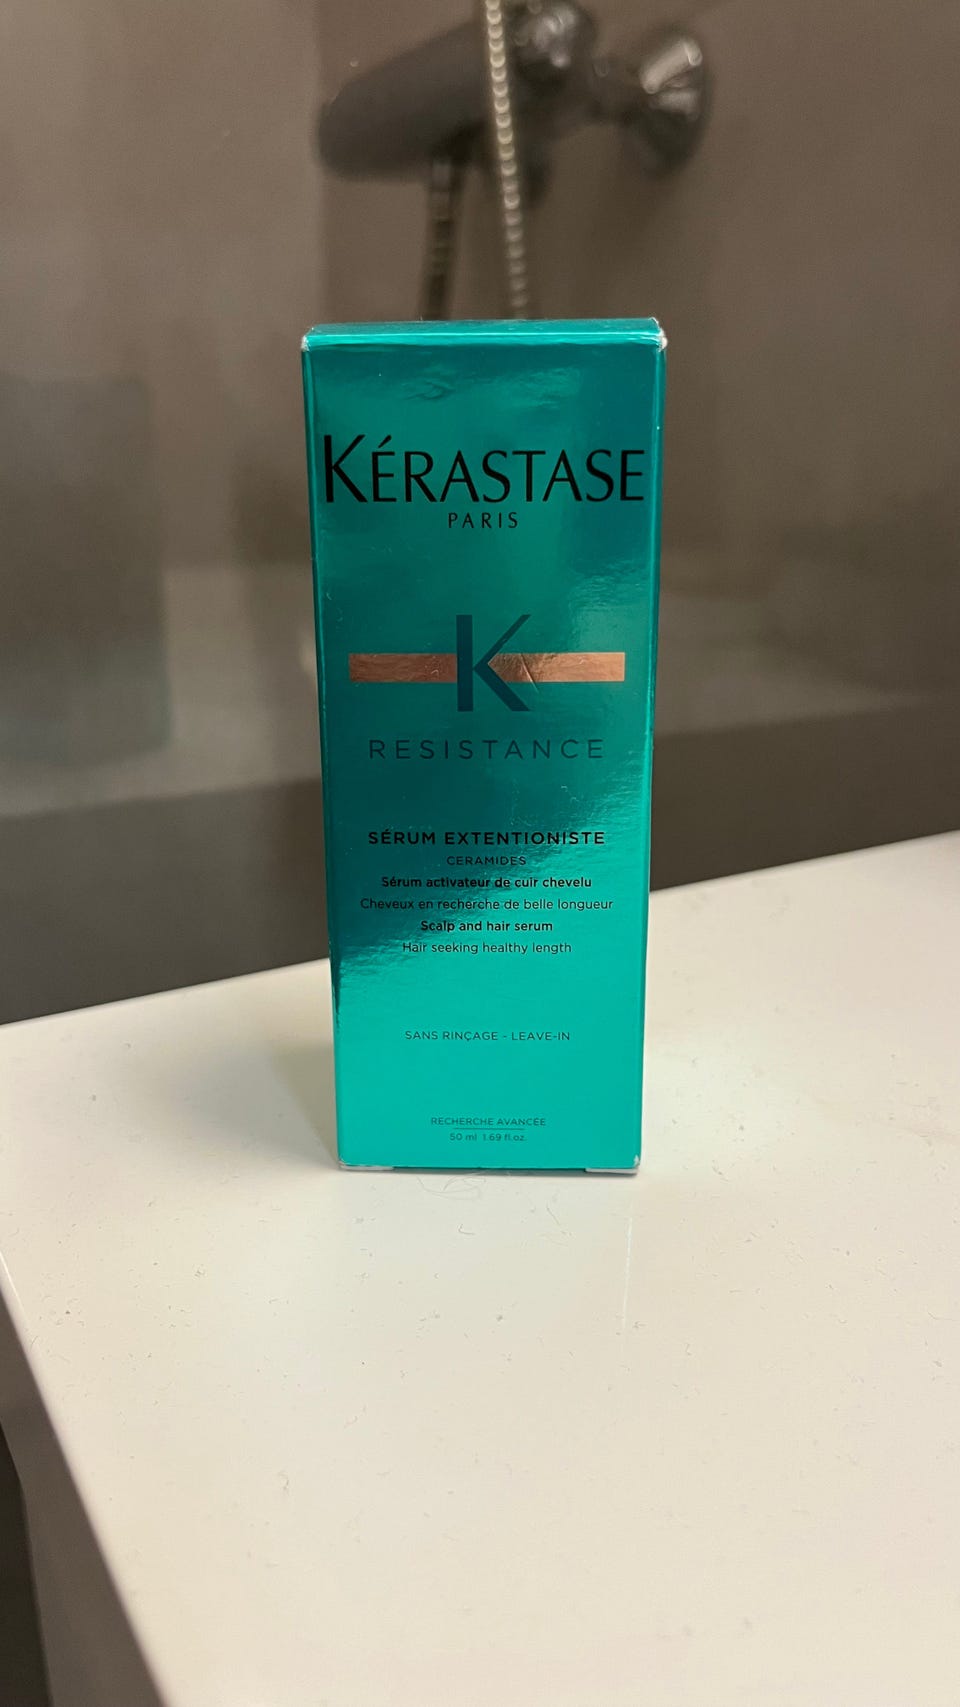 KÉRASTASE
PARIS
K
RESISTANCE
SÉRUM EXTENTIONISTE
CERAMIDES
Sérum activateur de cuir chevelu
Cheveux en recherche de belle longueur
Scalp and hair serum
Hair seeking healthy length
SANS RINÇAGE - LEAVE-IN
RECHERCHE AVANCÉE
50 ml 1.69 fl.oz.